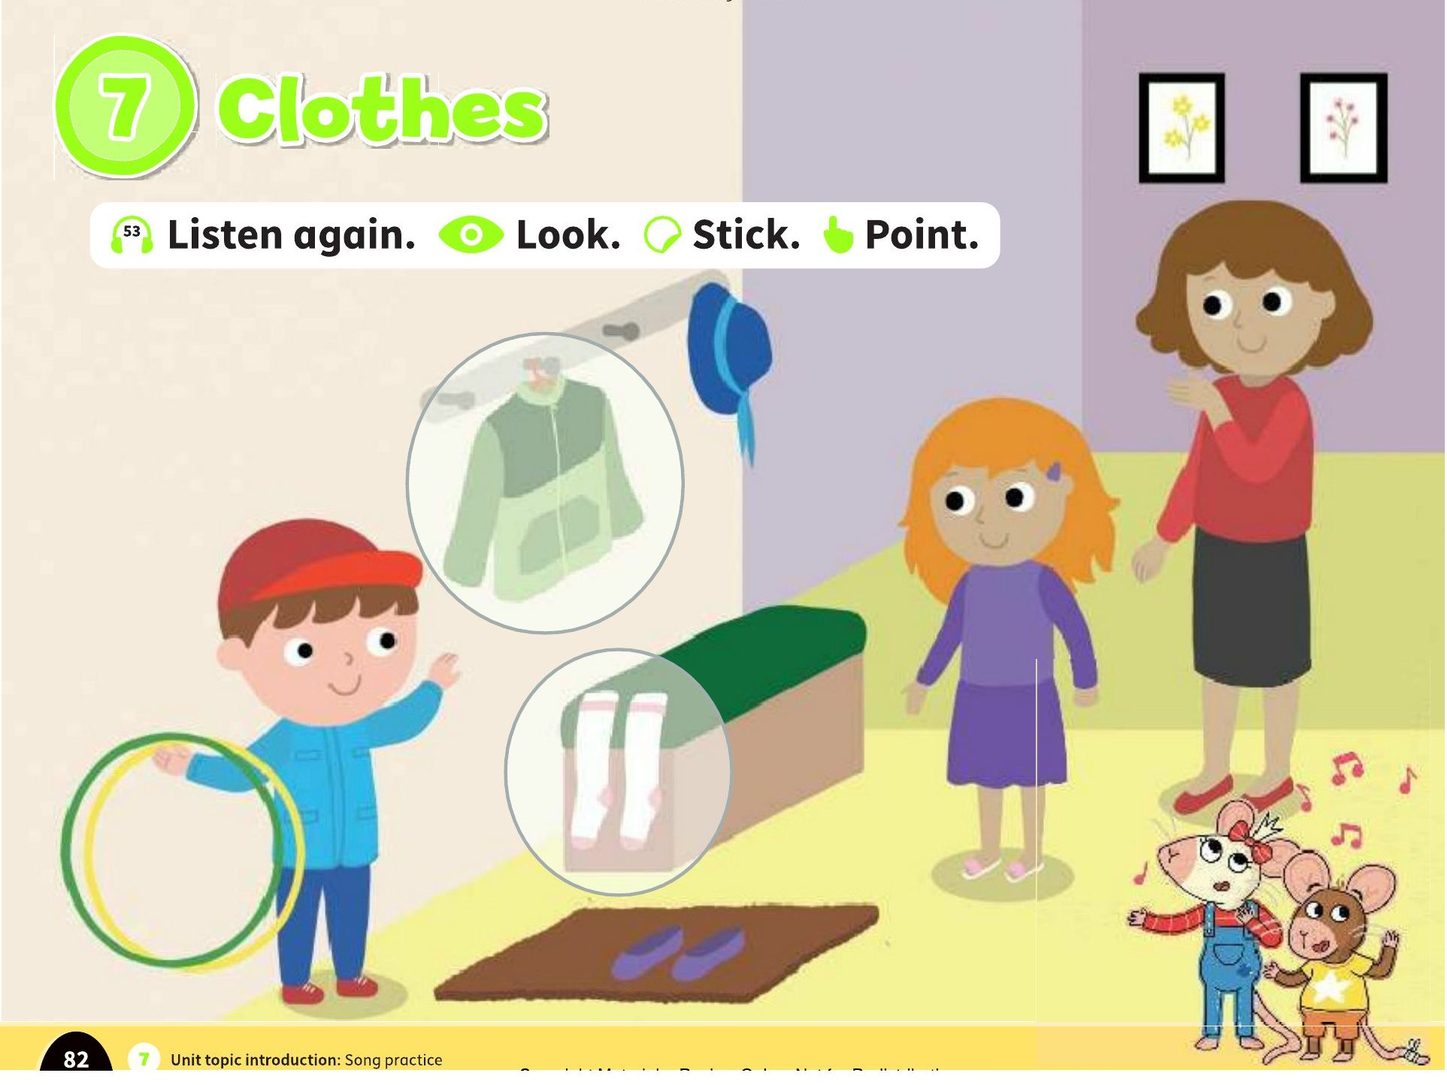 7 Clothes
53 Listen again. Look. Stick. Point.
82 7 Unit topic introduction: Song practice